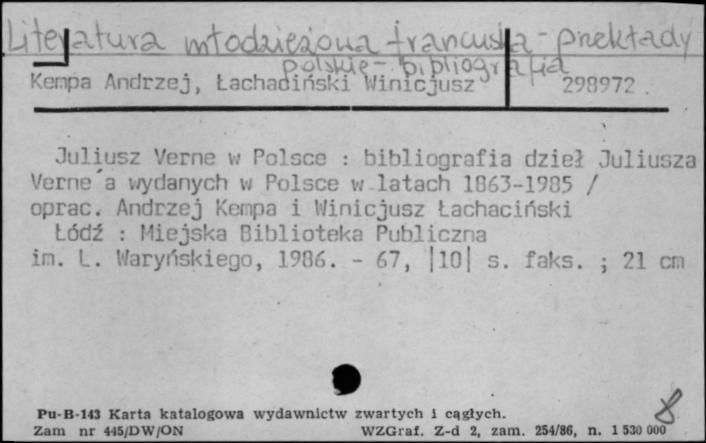 Literatura młodzieżowa francuska - przekłady
polskie - bibliografia
Kempa Andrzej, Łachaciński Winicjusz 298972.
Juliusz Verne w Polsce : bibliografia dzieł Juliusza
Verne'a wydanych w Polsce w latach 1863-1985 /
oprac. Andrzej Kempa i Winicjusz Łachaciński
Łódź : Miejska Biblioteka Publiczna
im. L. Waryńskiego, 1986. - 67, |10| s. faks. ; 21 cm
8
Pu-B-143 Karta katalogowa wydawnictw zwartych i ciągłych.
Zam nr 445/DW/ON WZGraf. Z-d 2, zam. 254/86, n. 1 530 000